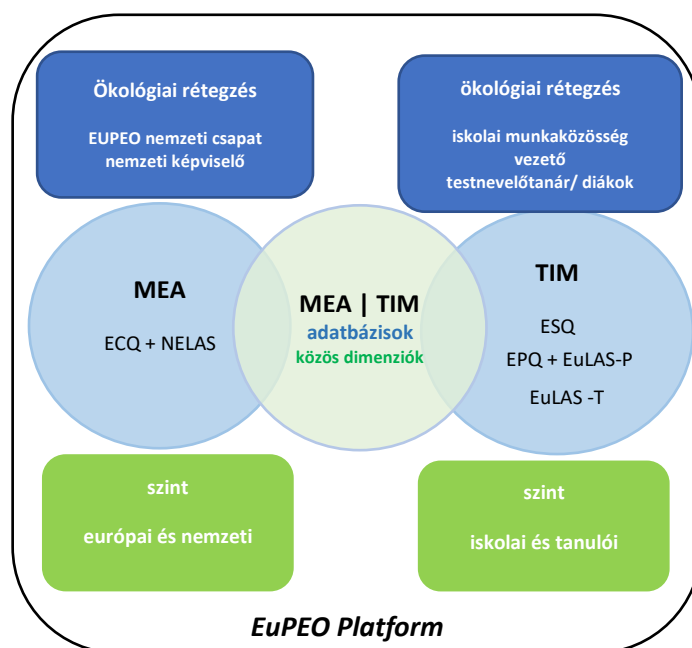 Ökológiai rétegzés
EUPEO nemzeti csapat
nemzeti képviselő
ökológiai rétegzés
iskolai munkaközösség
vezető
testnevelőtanár/ diákok
MEA
ECQ + NELAS
MEA | TIM
adatbázisok
közös dimenziók
TIM
ESQ
EPQ + EuLAS-P
EuLAS -T
szint
európai és nemzeti
szint
iskolai és tanulói
EuPEO Platform